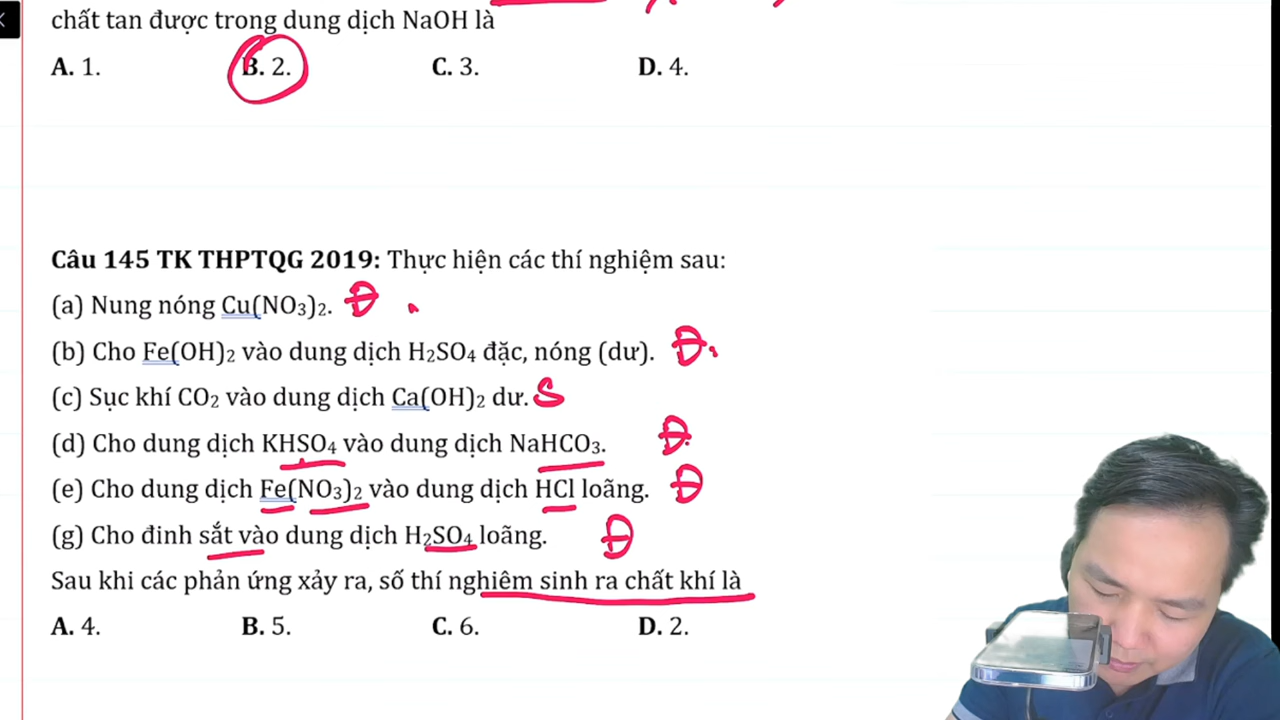 chất tan được trong dung dịch NaOH là
A. 1. B. 2. C. 3. D. 4.
Câu 145 TK THPTQG 2019: Thực hiện các thí nghiệm sau:
(a) Nung nóng Cu(NO₃)₂. Đ
(b) Cho Fe(OH)₂ vào dung dịch H₂SO₄ đặc, nóng (dư). Đ
(c) Sục khí CO₂ vào dung dịch Ca(OH)₂ dư. S
(d) Cho dung dịch KHSO₄ vào dung dịch NaHCO₃. Đ
(e) Cho dung dịch Fe(NO₃)₂ vào dung dịch HCl loãng. Đ
(g) Cho đinh sắt vào dung dịch H₂SO₄ loãng. Đ
Sau khi các phản ứng xảy ra, số thí nghiệm sinh ra chất khí là
A. 4. B. 5. C. 6. D. 2.